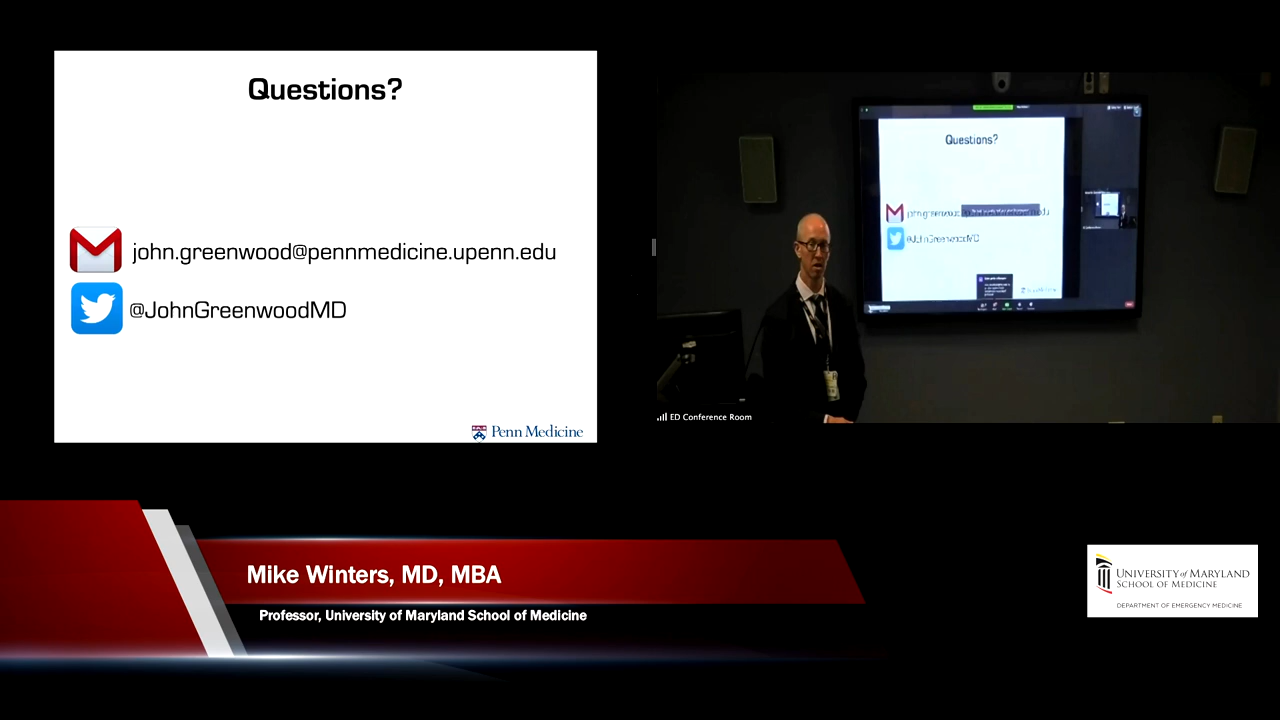 Questions?
john.greenwood@pennmedicine.upenn.edu
@JohnGreenwoodMD
Penn Medicine
Questions?
@JohnGreenwoodMD
ED Conference Room
Mike Winters, MD, MBA
Professor, University of Maryland School of Medicine
UNIVERSITY of MARYLAND
SCHOOL OF MEDICINE
DEPARTMENT OF EMERGENCY MEDICINE